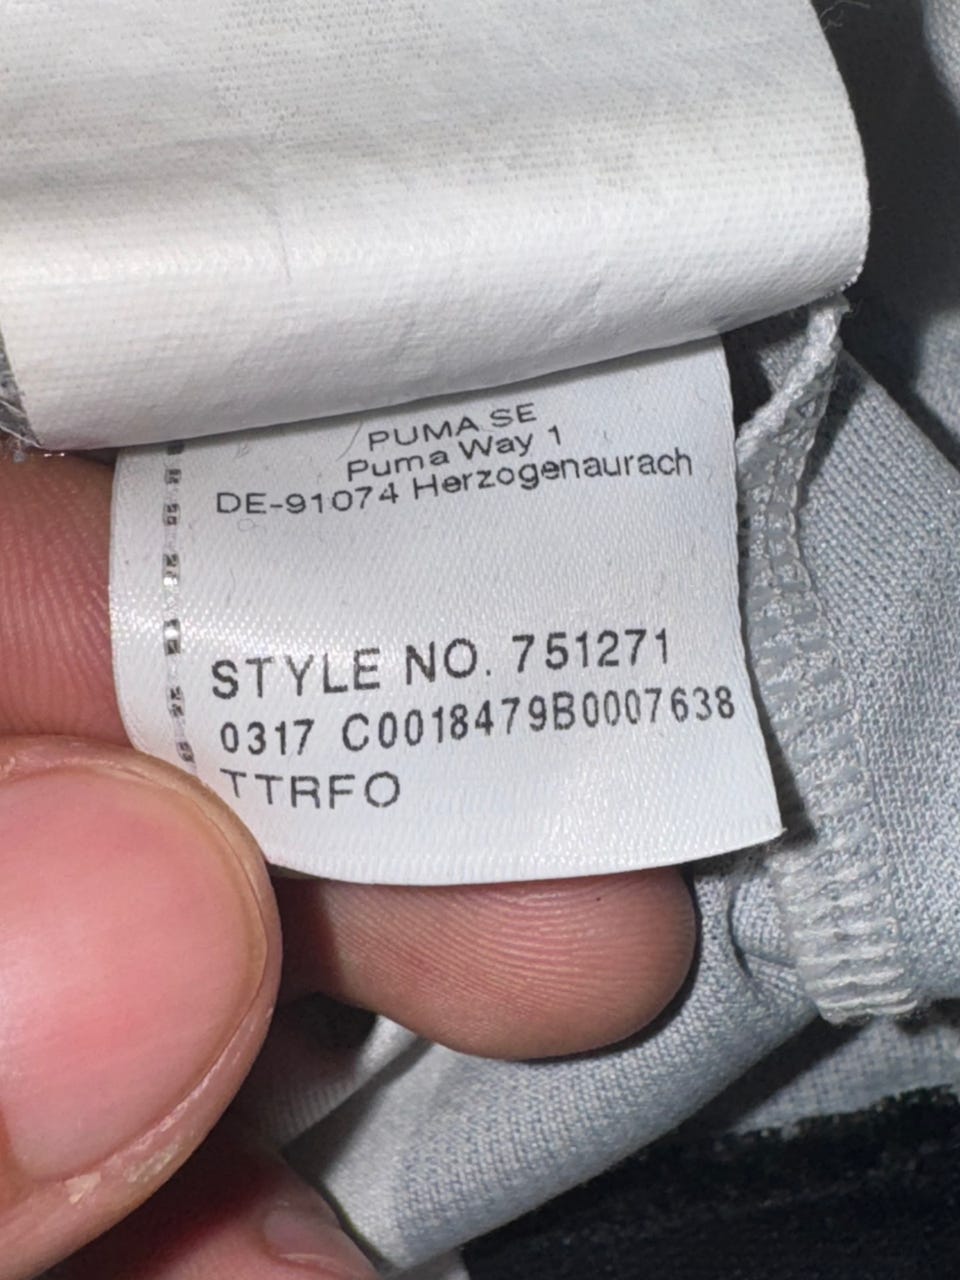 PUMA SE
Puma Way 1
DE-91074 Herzogenaurach
STYLE NO. 751271
0317 C0018479B0007638
TTRFO